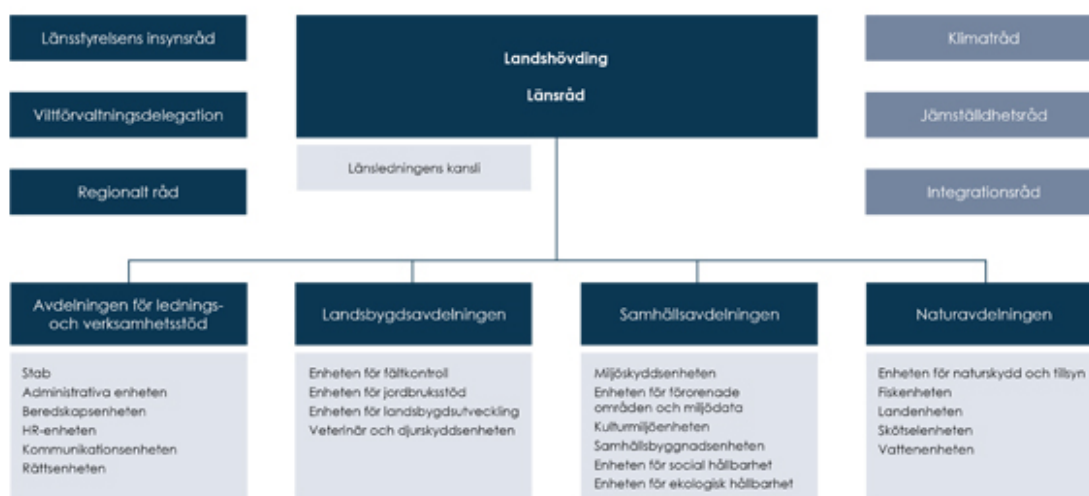 Länsstyrelsens insynsråd
Viltförvaltningsdelegation
Regionalt råd
Landshövding
Länsråd
Länsledningens kansli
Klimatråd
Jämställdhetsråd
Integrationsråd
Avdelningen för lednings-
och verksamhetsstöd
Stab
Administrativa enheten
Beredskapsenheten
HR-enheten
Kommunikationsenheten
Rättsenheten
Landsbygdsavdelningen
Enheten för fältkontroll
Enheten för jordbruksstöd
Enheten för landsbygdsutveckling
Veterinär och djurskyddsenheten
Samhällsavdelningen
Miljöskyddsenheten
Enheten för förorenade
områden och miljödata
Kulturmiljöenheten
Samhällsbyggnadsenheten
Enheten för social hållbarhet
Enheten för ekologisk hållbarhet
Naturavdelningen
Enheten för naturskydd och tillsyn
Fiskenheten
Landenheten
Skötselenheten
Vattenenheten